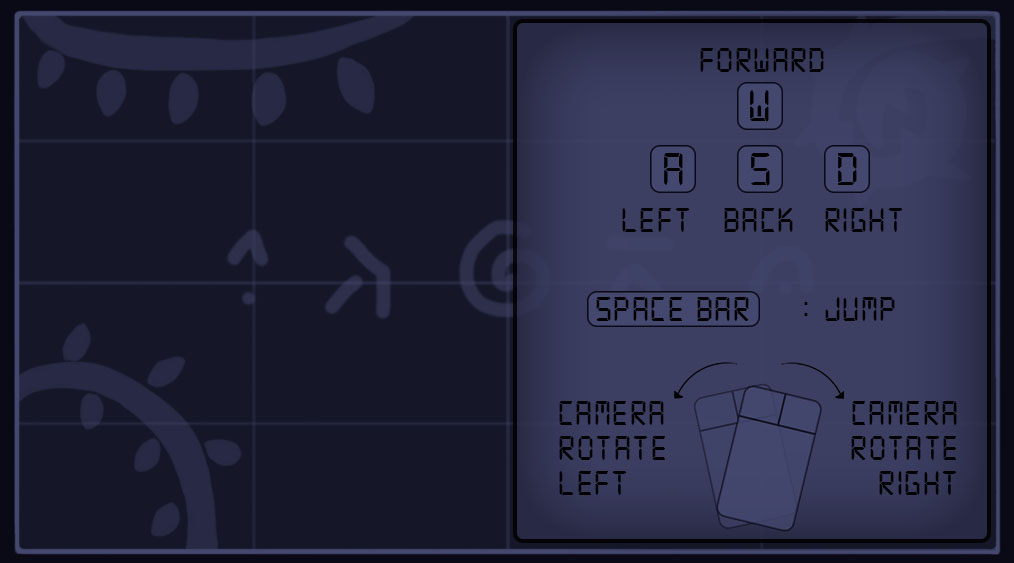 FORWARD
W
A S D
LEFT BACK RIGHT
SPACE BAR : JUMP
CAMERA ROTATE LEFT
CAMERA ROTATE RIGHT